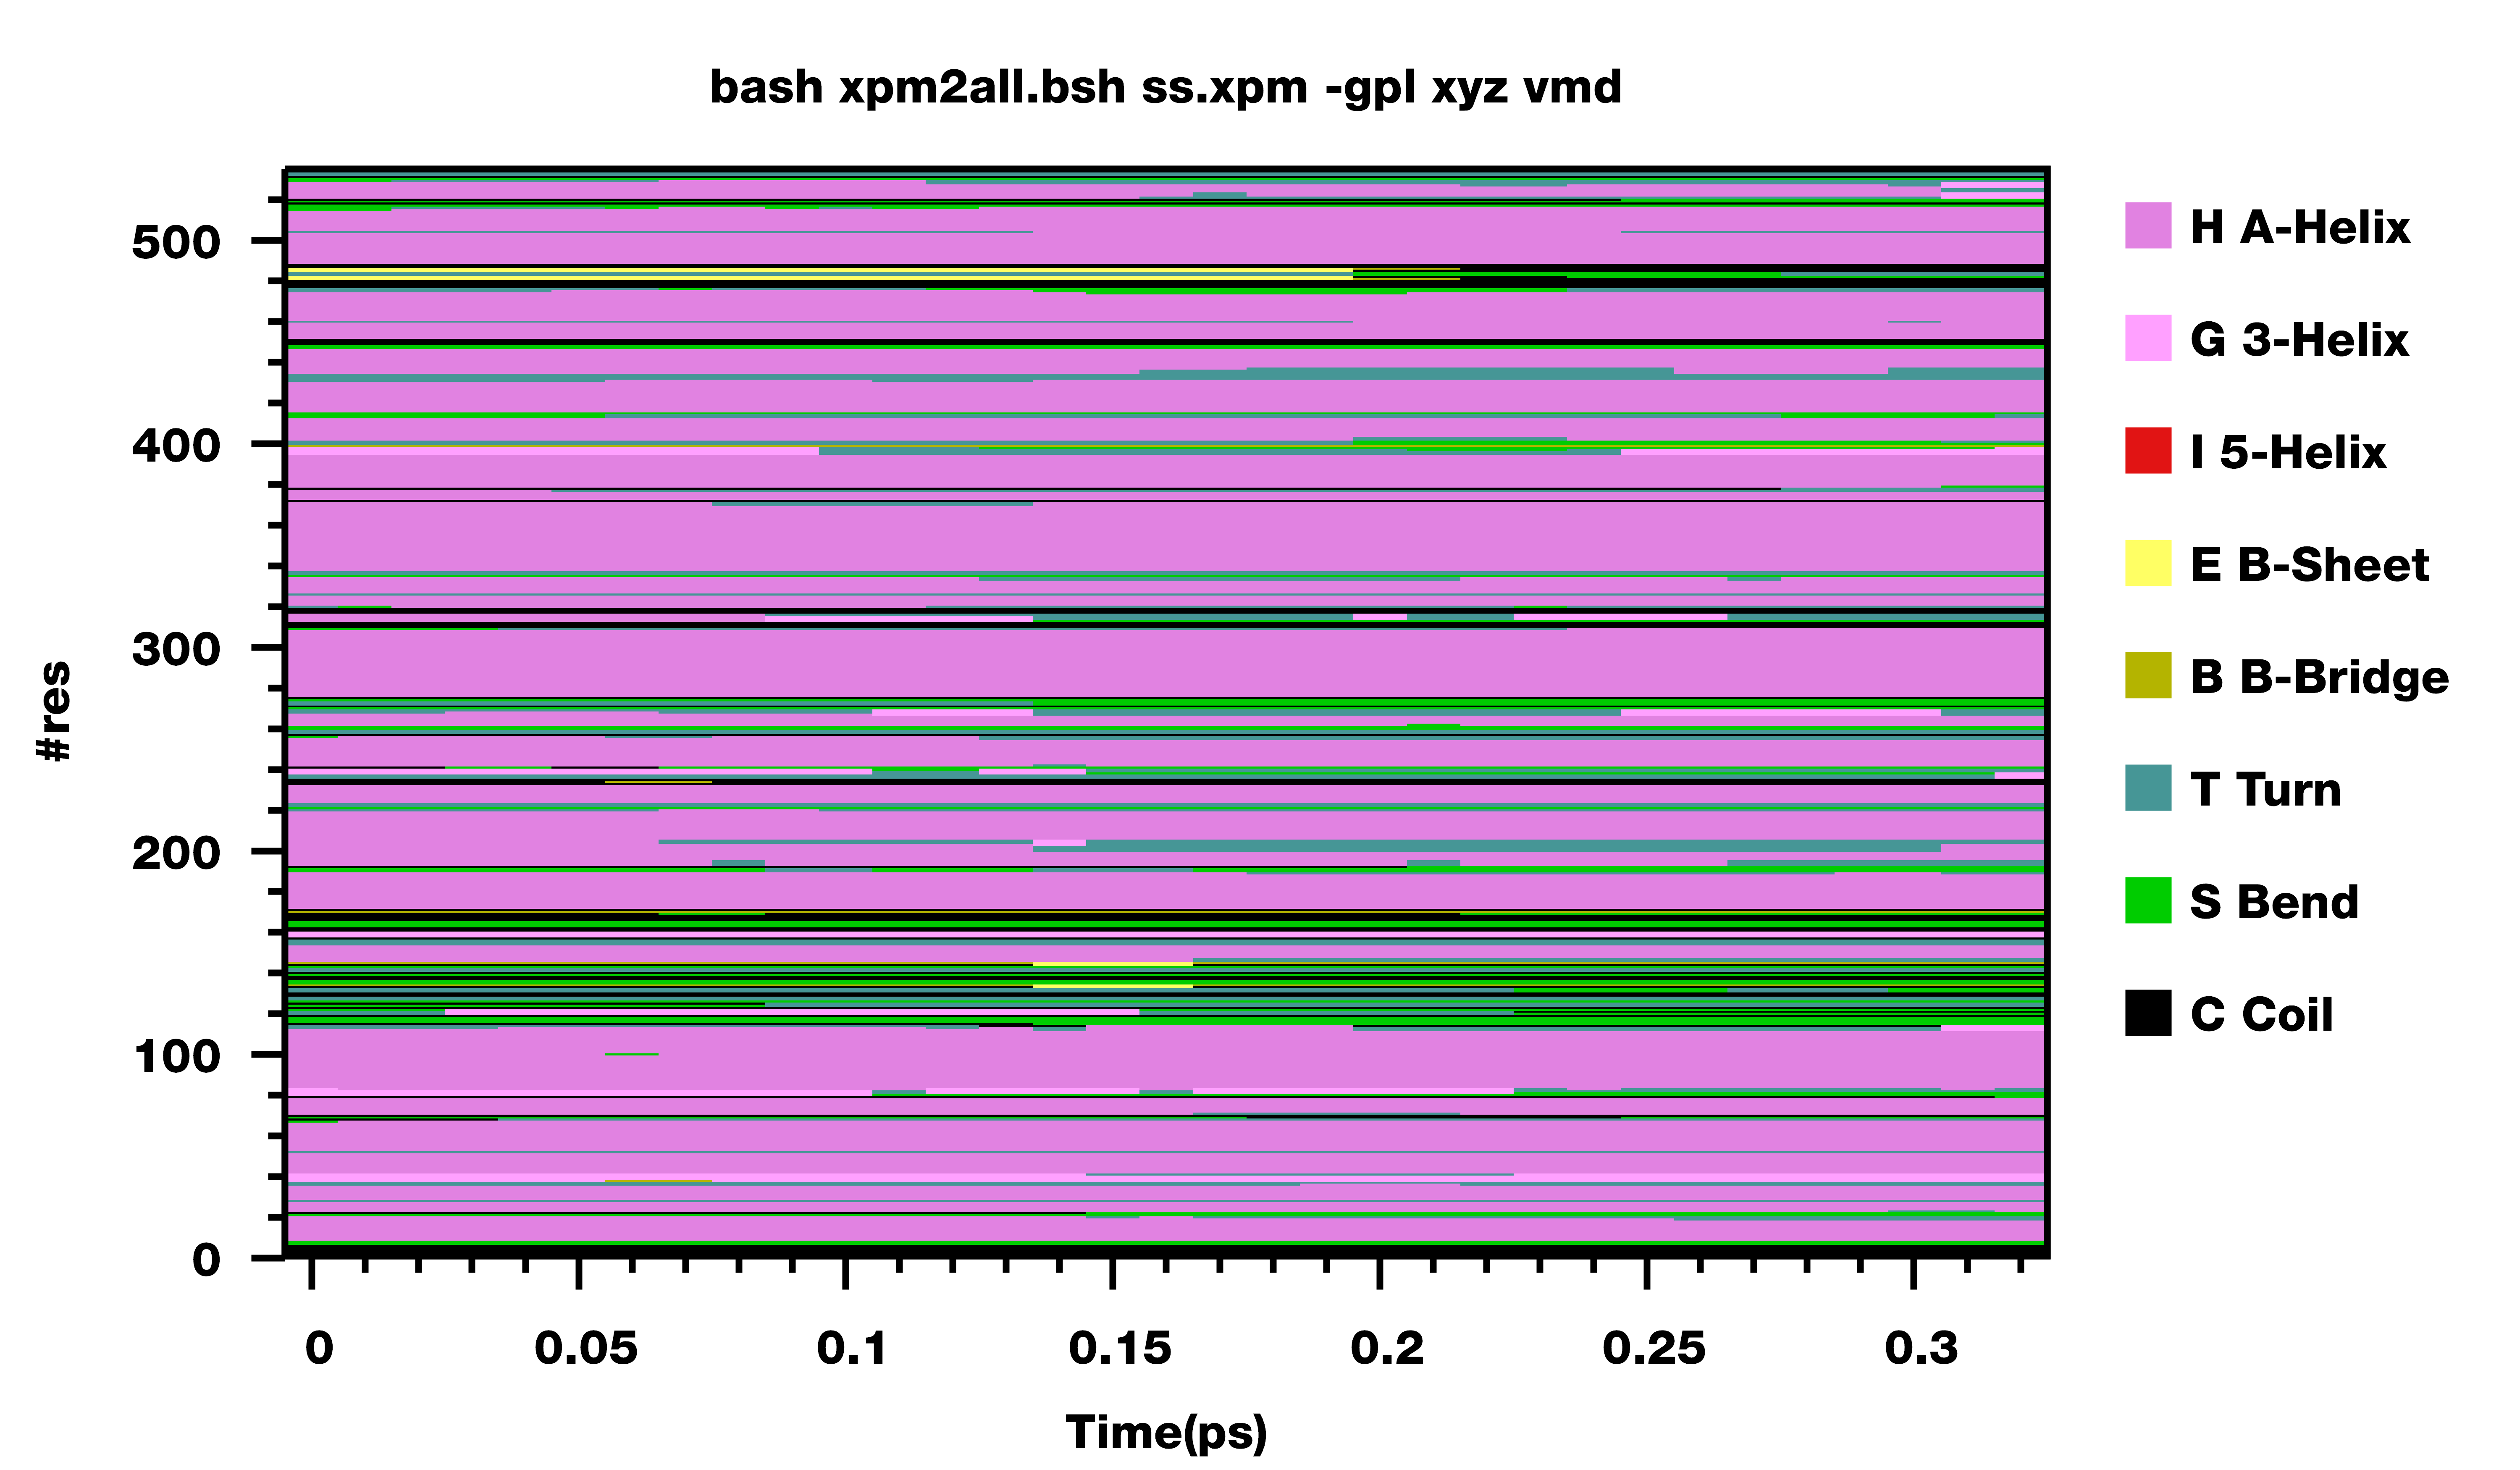 bash xpm2all.bsh ss.xpm -gpl xyz vmd
500
400
300
200
100
0
#res
0 0.05 0.1 0.15 0.2 0.25 0.3
Time(ps)
H A-Helix
G 3-Helix
I 5-Helix
E B-Sheet
B B-Bridge
T Turn
S Bend
C Coil